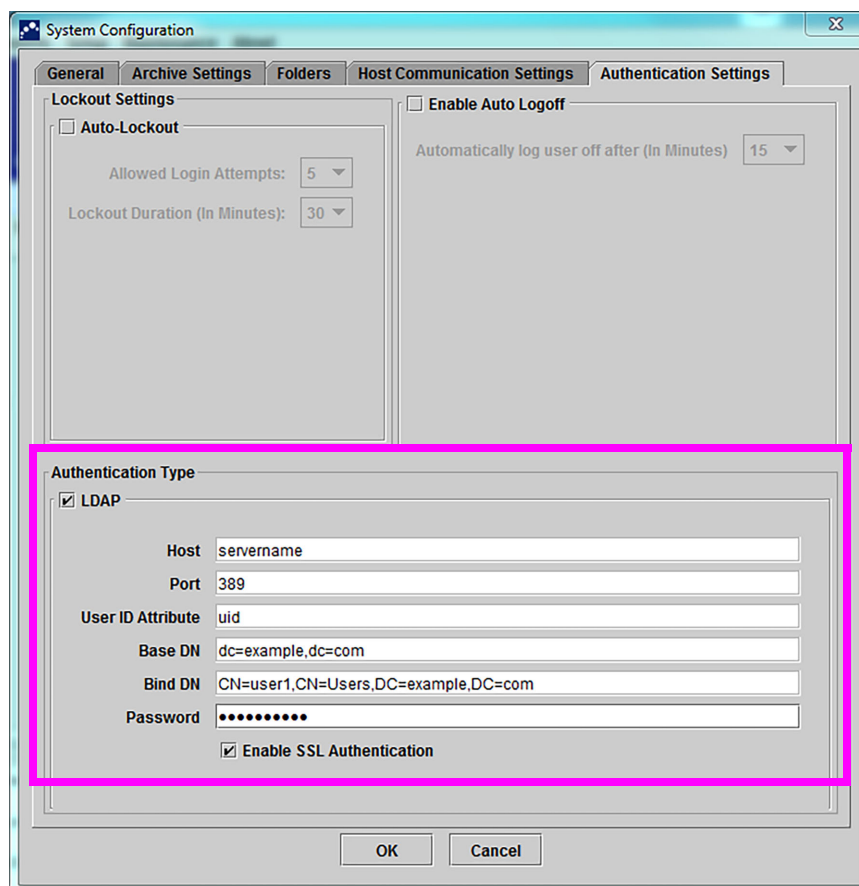 System Configuration
General Archive Settings Folders Host Communication Settings Authentication Settings
Lockout Settings
Auto-Lockout
Allowed Login Attempts: 5
Lockout Duration (In Minutes): 30
Enable Auto Logoff
Automatically log user off after (In Minutes) 15
Authentication Type
LDAP
Host servername
Port 389
User ID Attribute uid
Base DN dc=example,dc=com
Bind DN CN=user1,CN=Users,DC=example,DC=com
Password ••••••••••
Enable SSL Authentication
OK Cancel